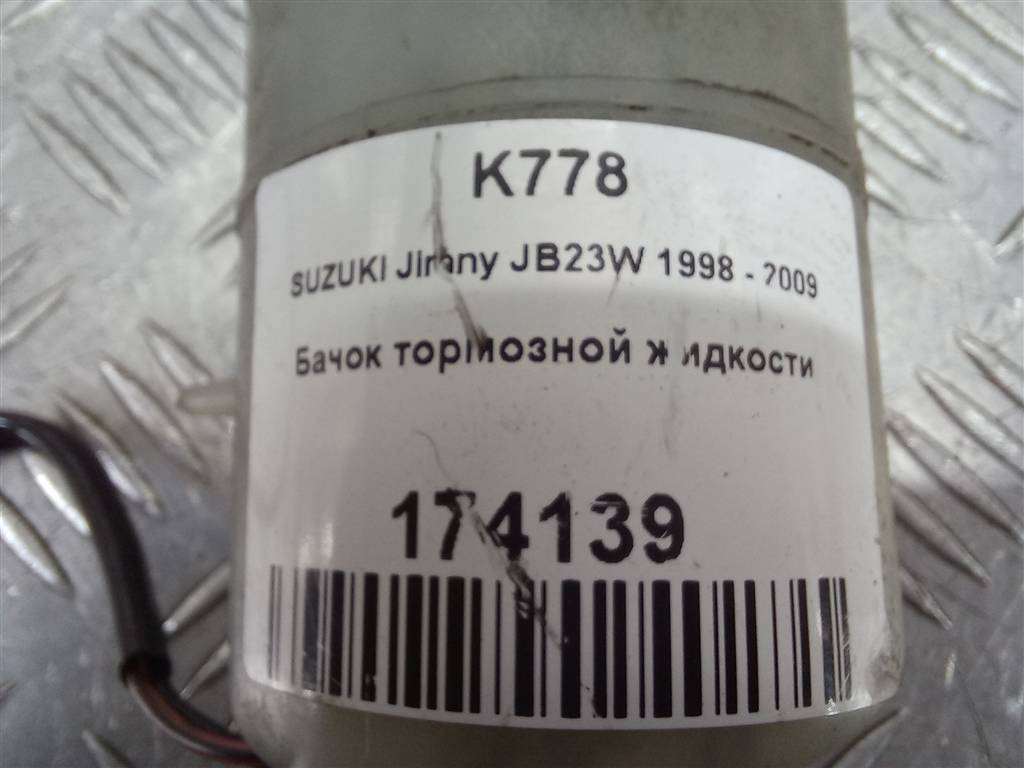 K778
SUZUKI Jimny JB23W 1998 - 2009
Бачок тормозной жидкости
174139